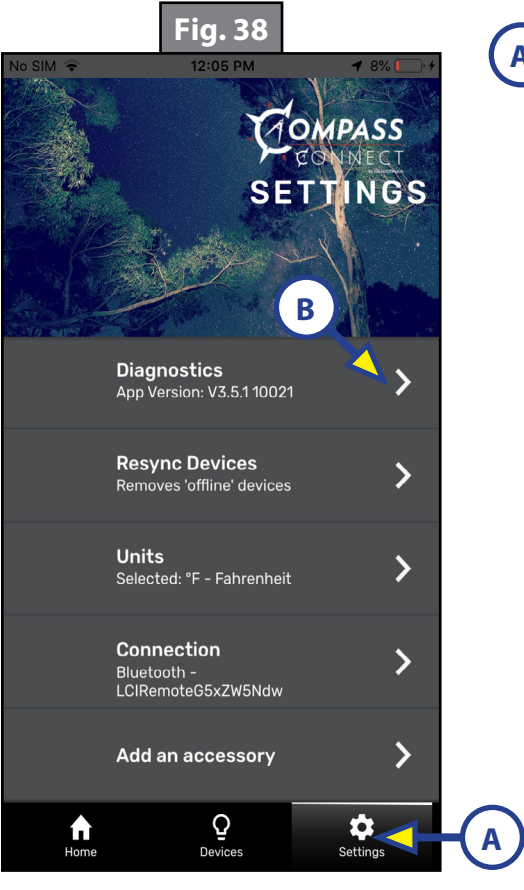 Fig. 38
A
No SIM 12:05 PM 8%
COMPASS
CONNECT
SETTINGS
B
Diagnostics
App Version: V3.5.1 10021
Resync Devices
Removes 'offline' devices
Units
Selected: °F - Fahrenheit
Connection
Bluetooth -
LCIRemoteG5xZW5Ndw
Add an accessory
Home Devices Settings
A